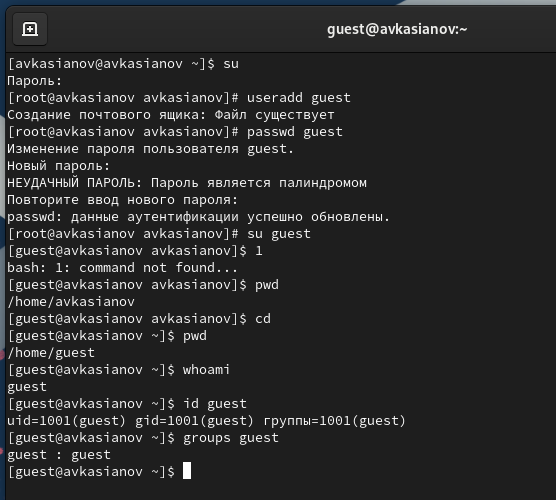 guest@avkasianov:~
[avkasianov@avkasianov ~]$ su
Пароль:
[root@avkasianov avkasianov]# useradd guest
Создание почтового ящика: Файл существует
[root@avkasianov avkasianov]# passwd guest
Изменение пароля пользователя guest.
Новый пароль:
НЕУДАЧНЫЙ ПАРОЛЬ: Пароль является палиндромом
Повторите ввод нового пароля:
passwd: данные аутентификации успешно обновлены.
[root@avkasianov avkasianov]# su guest
[guest@avkasianov avkasianov]$ 1
bash: 1: command not found...
[guest@avkasianov avkasianov]$ pwd
/home/avkasianov
[guest@avkasianov avkasianov]$ cd
[guest@avkasianov ~]$ pwd
/home/guest
[guest@avkasianov ~]$ whoami
guest
[guest@avkasianov ~]$ id guest
uid=1001(guest) gid=1001(guest) группы=1001(guest)
[guest@avkasianov ~]$ groups guest
guest : guest
[guest@avkasianov ~]$